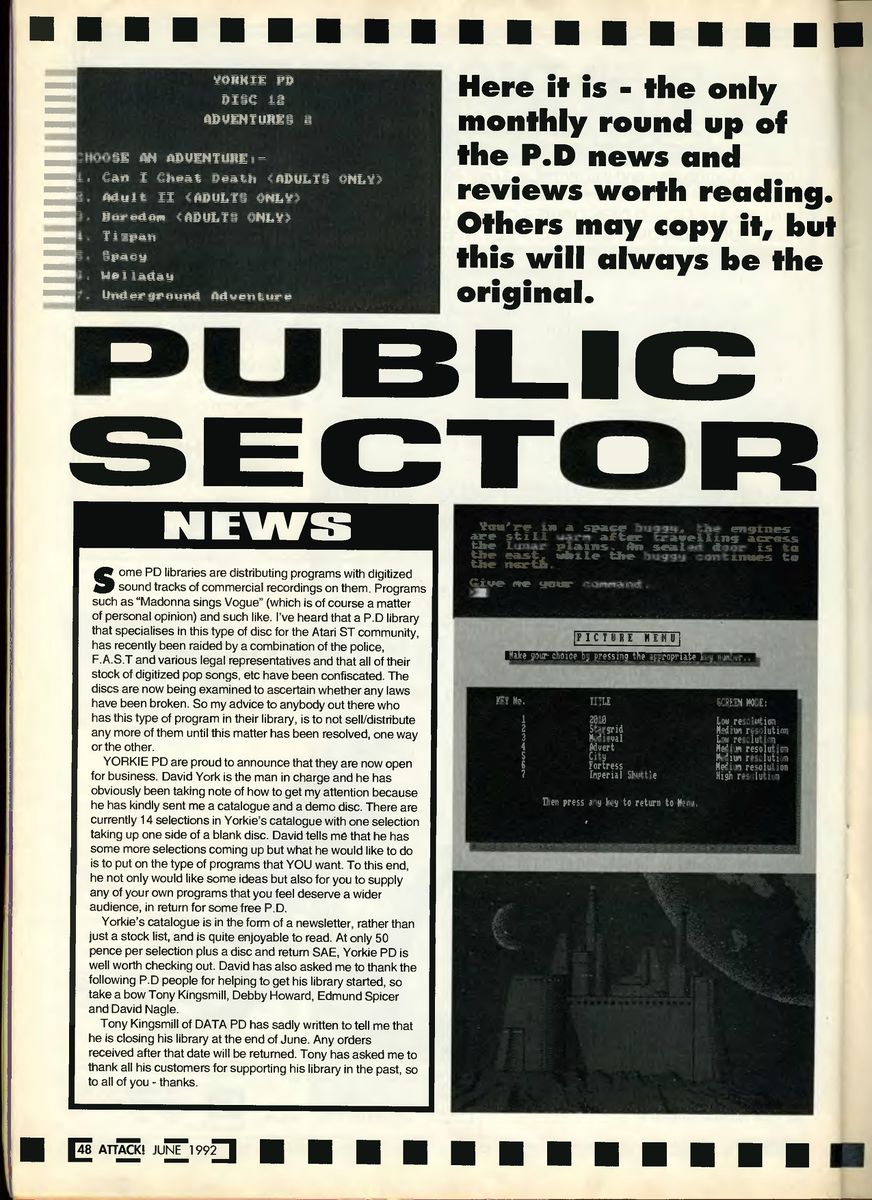 YORKIE PD
DISC 12
ADVENTURES 2
CHOOSE AN ADVENTURE:-
1. Can I Cheat Death <ADULTS ONLY>
2. Adult II <ADULTS ONLY>
3. Boredom <ADULTS ONLY>
4. Tizpan
5. Spacy
6. Welladay
7. Underground Adventure
Here it is - the only
monthly round up of
the P.D news and
reviews worth reading.
Others may copy it, but
this will always be the
original.
PUBLIC
SECTOR
NEWS
Some PD libraries are distributing programs with digitized
sound tracks of commercial recordings on them. Programs
such as "Madonna sings Vogue" (which is of course a matter
of personal opinion) and such like. I've heard that a P.D library
that specialises in this type of disc for the Atari ST community,
has recently been raided by a combination of the police,
F.A.S.T and various legal representatives and that all of their
stock of digitized pop songs, etc have been confiscated. The
discs are now being examined to ascertain whether any laws
have been broken. So my advice to anybody out there who
has this type of program in their library, is to not sell/distribute
any more of them until this matter has been resolved, one way
or the other.
YORKIE PD are proud to announce that they are now open
for business. David York is the man in charge and he has
obviously been taking note of how to get my attention because
he has kindly sent me a catalogue and a demo disc. There are
currently 14 selections in Yorkie's catalogue with one selection
taking up one side of a blank disc. David tells me that he has
some more selections coming up but what he would like to do
is to put on the type of programs that YOU want. To this end,
he not only would like some ideas but also for you to supply
any of your own programs that you feel deserve a wider
audience, in return for some free P.D.
Yorkie's catalogue is in the form of a newsletter, rather than
just a stock list, and is quite enjoyable to read. At only 50
pence per selection plus a disc and return SAE, Yorkie PD is
well worth checking out. David has also asked me to thank the
following P.D people for helping to get his library started, so
take a bow Tony Kingsmill, Debby Howard, Edmund Spicer
and David Nagle.
Tony Kingsmill of DATA PD has sadly written to tell me that
he is closing his library at the end of June. Any orders
received after that date will be returned. Tony has asked me to
thank all his customers for supporting his library in the past, so
to all of you - thanks.
You're in a space buggy, the engines
are still warm after travelling across
the lunar plains. An sealed door is to
the east, while the buggy continues to
the north.
Give me your command.
PICTURE MENU
Make your choice by pressing the appropriate key number..
KEY No. TITLE SCREEN MODE:
1 2010 Low resolution
2 Stargrid Medium resolution
3 Medieval Low resolution
4 Advert Medium resolution
5 City Medium resolution
6 Fortress Medium resolution
7 Imperial Shuttle High resolution
Then press any key to return to Menu.
48 ATTACK! JUNE 1992